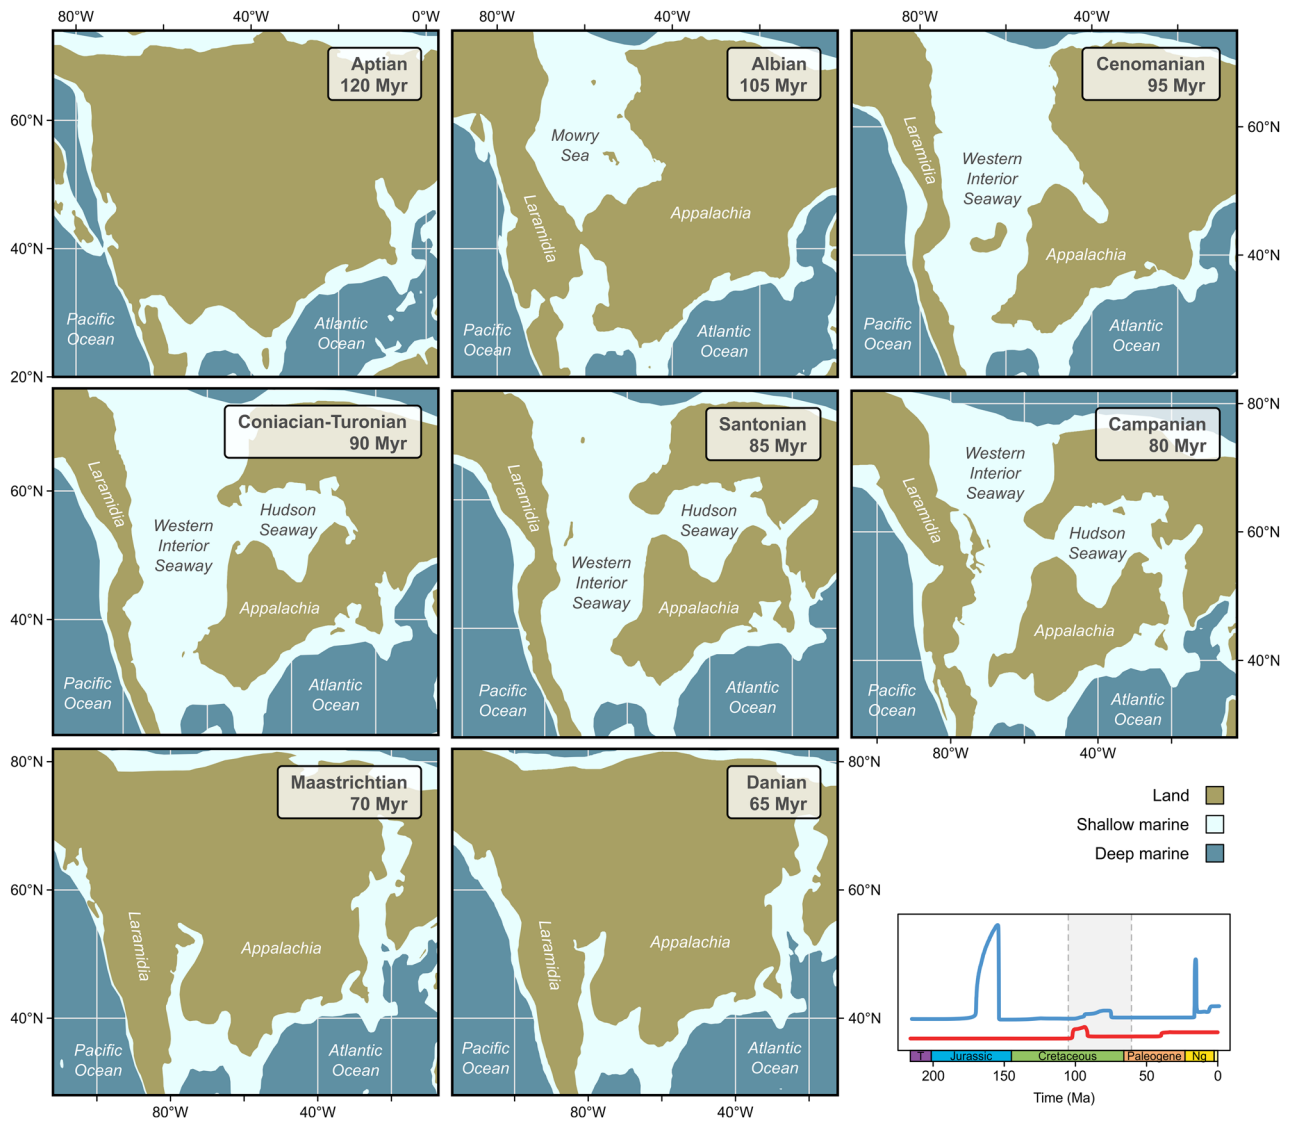 80°W 40°W 0°W 80°W 40°W 80°W 40°W
Aptian
120 Myr
60°N
40°N
20°N
Pacific
Ocean
Atlantic
Ocean
Albian
105 Myr
Mowry
Sea
Laramidia
Appalachia
Pacific
Ocean
Atlantic
Ocean
Cenomanian
95 Myr
Laramidia
Western
Interior
Seaway
Appalachia
Pacific
Ocean
Atlantic
Ocean
60°N
40°N
Coniacian-Turonian
90 Myr
60°N
40°N
Laramidia
Western
Interior
Seaway
Hudson
Seaway
Appalachia
Pacific
Ocean
Atlantic
Ocean
Santonian
85 Myr
Laramidia
Western
Interior
Seaway
Hudson
Seaway
Appalachia
Pacific
Ocean
Atlantic
Ocean
Campanian
80 Myr
Western
Interior
Seaway
Laramidia
Hudson
Seaway
Appalachia
Pacific
Ocean
Atlantic
Ocean
80°N
60°N
40°N
80°W 40°W
Maastrichtian
70 Myr
80°N
60°N
40°N
Laramidia
Appalachia
Pacific
Ocean
Atlantic
Ocean
80°W 40°W
Danian
65 Myr
Laramidia
Appalachia
Pacific
Ocean
Atlantic
Ocean
80°N
60°N
40°N
80°W 40°W
Land
Shallow marine
Deep marine
T Jurassic Cretaceous Paleogene Ng
200 150 100 50 0
Time (Ma)